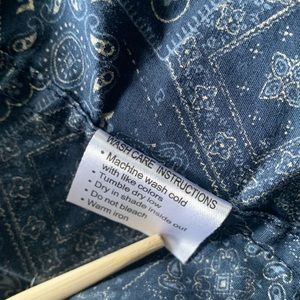 WASH CARE INSTRUCTIONS
• Machine wash cold
with like colors
• Tumble dry low
• Dry in shade inside out
• Do not bleach
• Warm iron